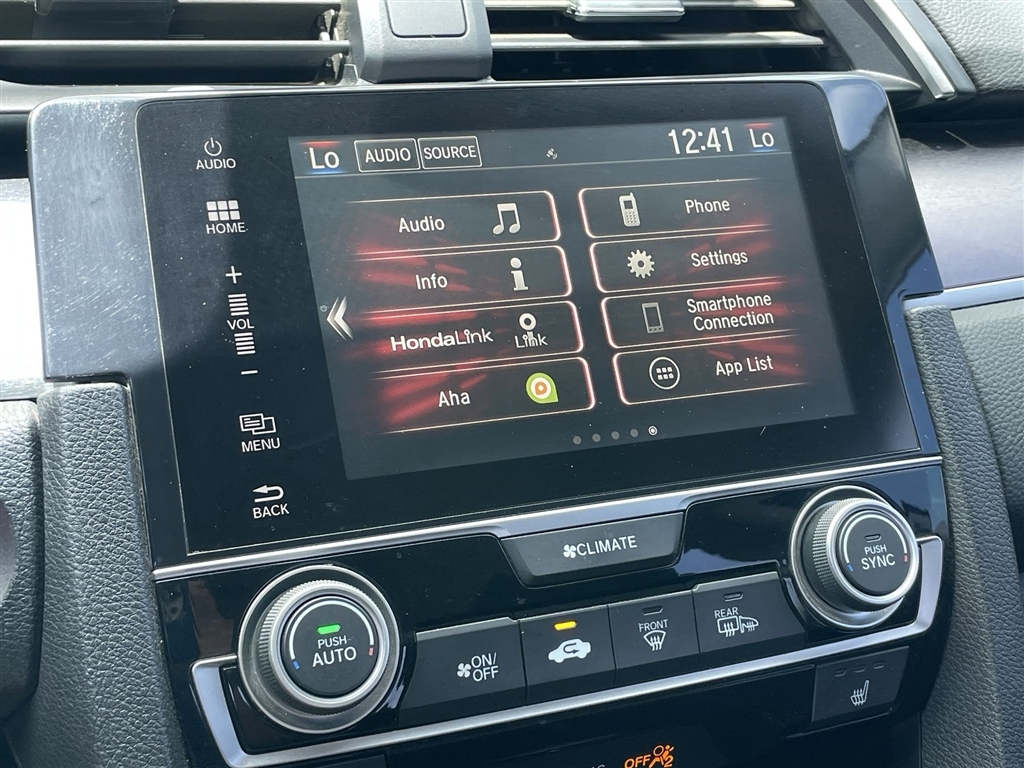 Lo AUDIO SOURCE 12:41 Lo
AUDIO
HOME
+
VOL
−
MENU
BACK
Audio
Phone
Info
Settings
HondaLink
Link
Smartphone
Connection
Aha
App List
CLIMATE
PUSH
AUTO
ON/
OFF
FRONT
REAR
PUSH
SYNC
OFF
2